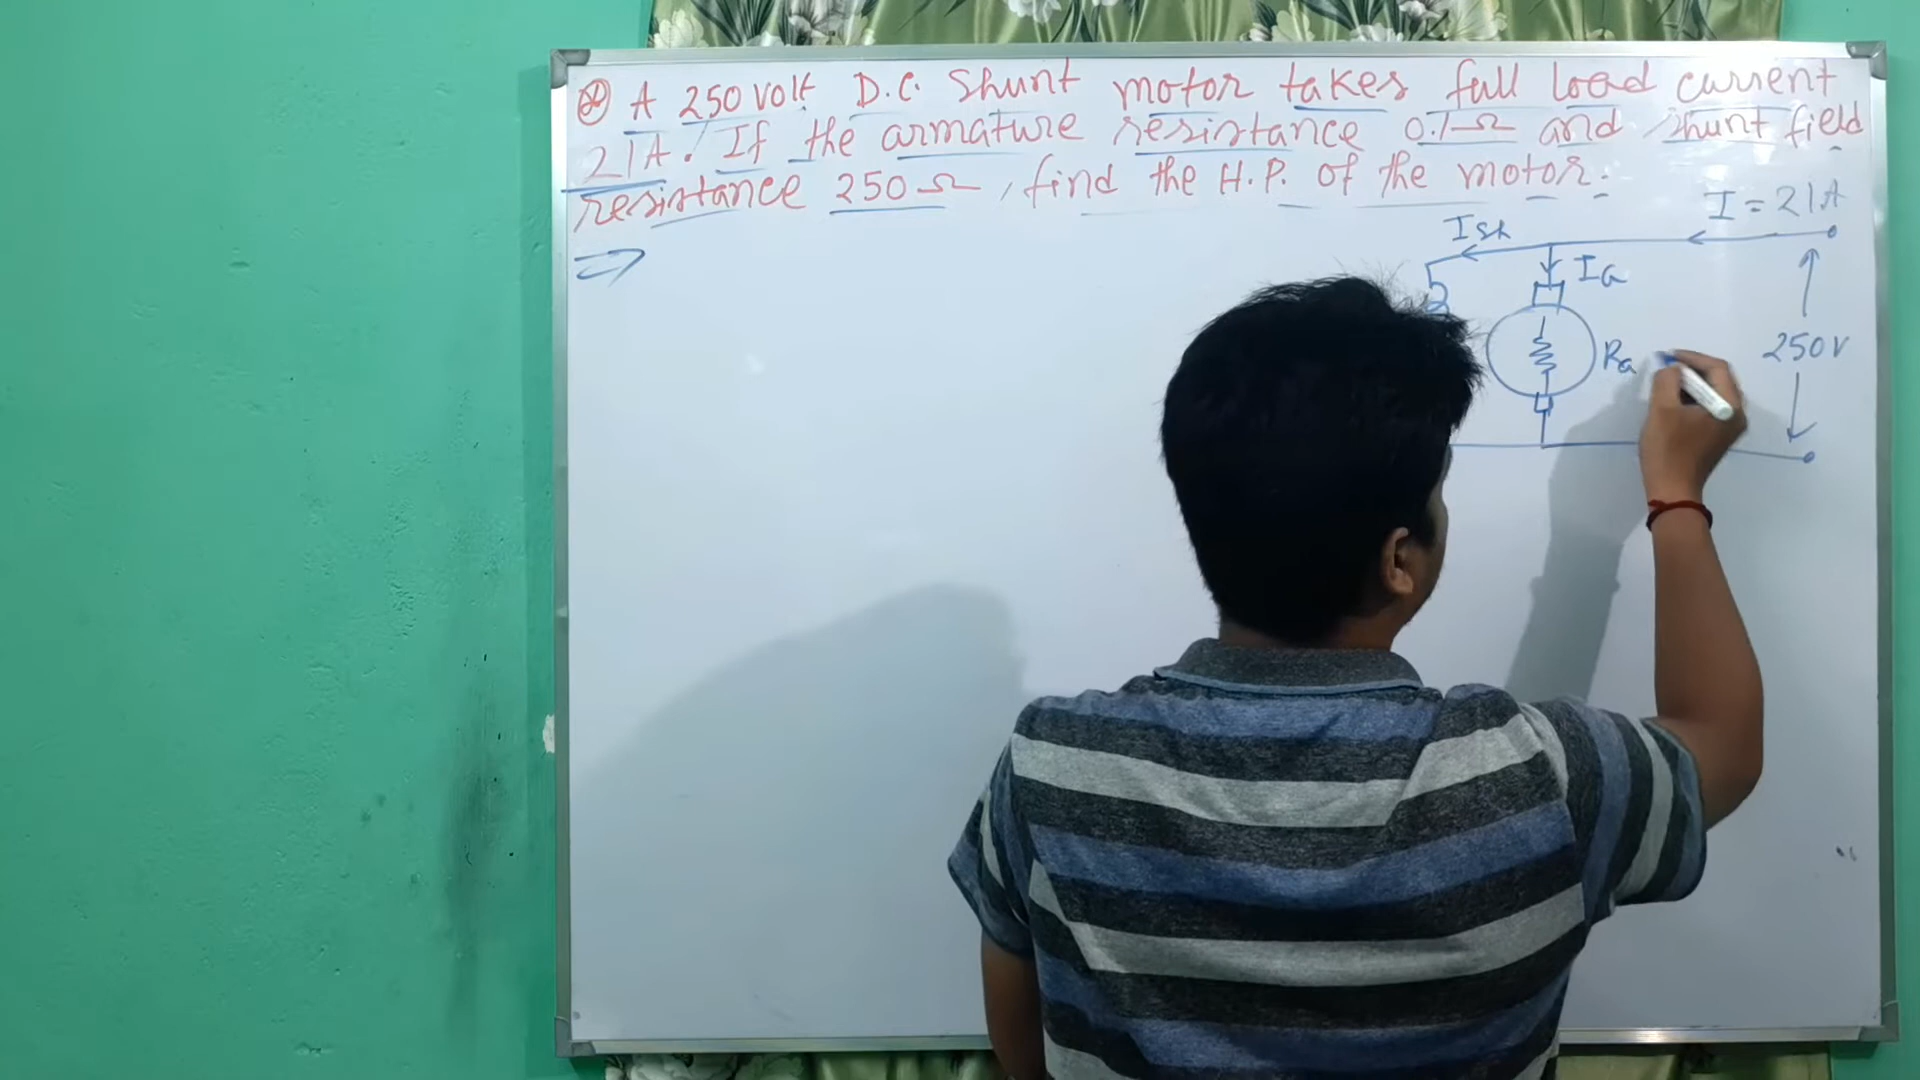 A 250 volt D.C. Shunt motor takes full load current
21A. If the armature resistance 0.1Ω and shunt field
resistance 250Ω, find the H.P. of the motor.
I = 21A
Ish
Ia
Ra
250V